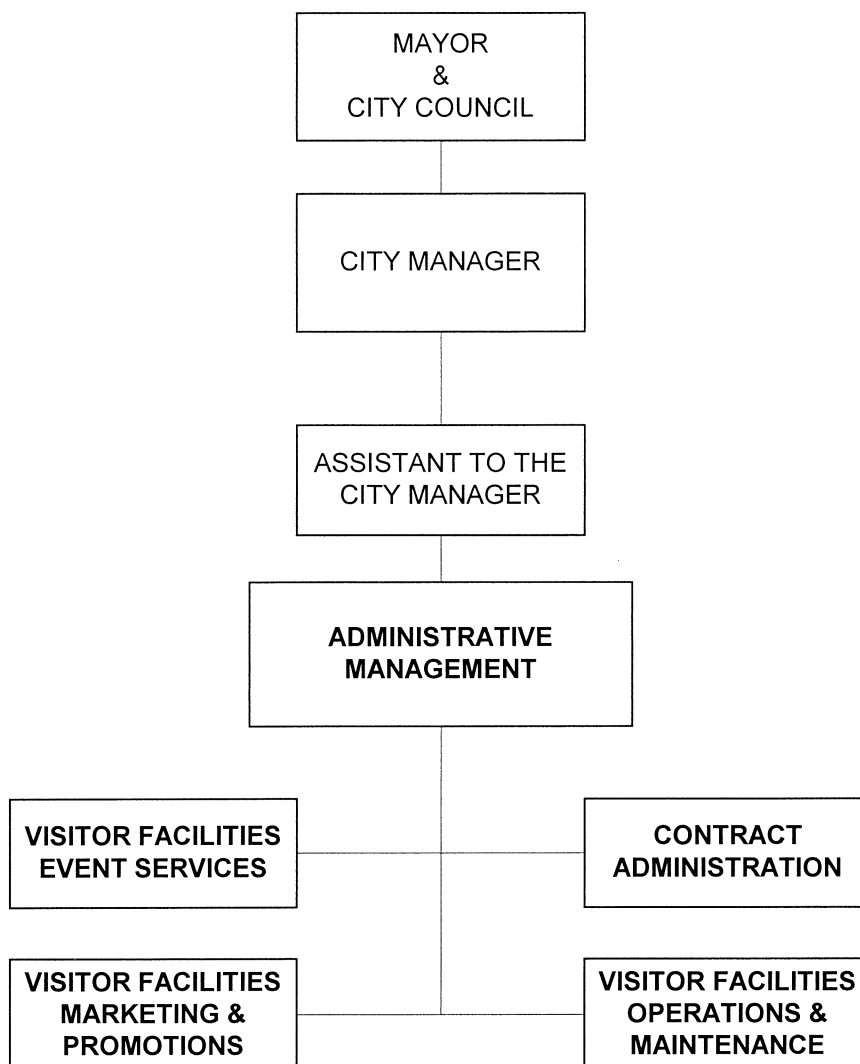 MAYOR
&
CITY COUNCIL
CITY MANAGER
ASSISTANT TO THE
CITY MANAGER
ADMINISTRATIVE
MANAGEMENT
VISITOR FACILITIES
EVENT SERVICES
CONTRACT
ADMINISTRATION
VISITOR FACILITIES
MARKETING &
PROMOTIONS
VISITOR FACILITIES
OPERATIONS &
MAINTENANCE